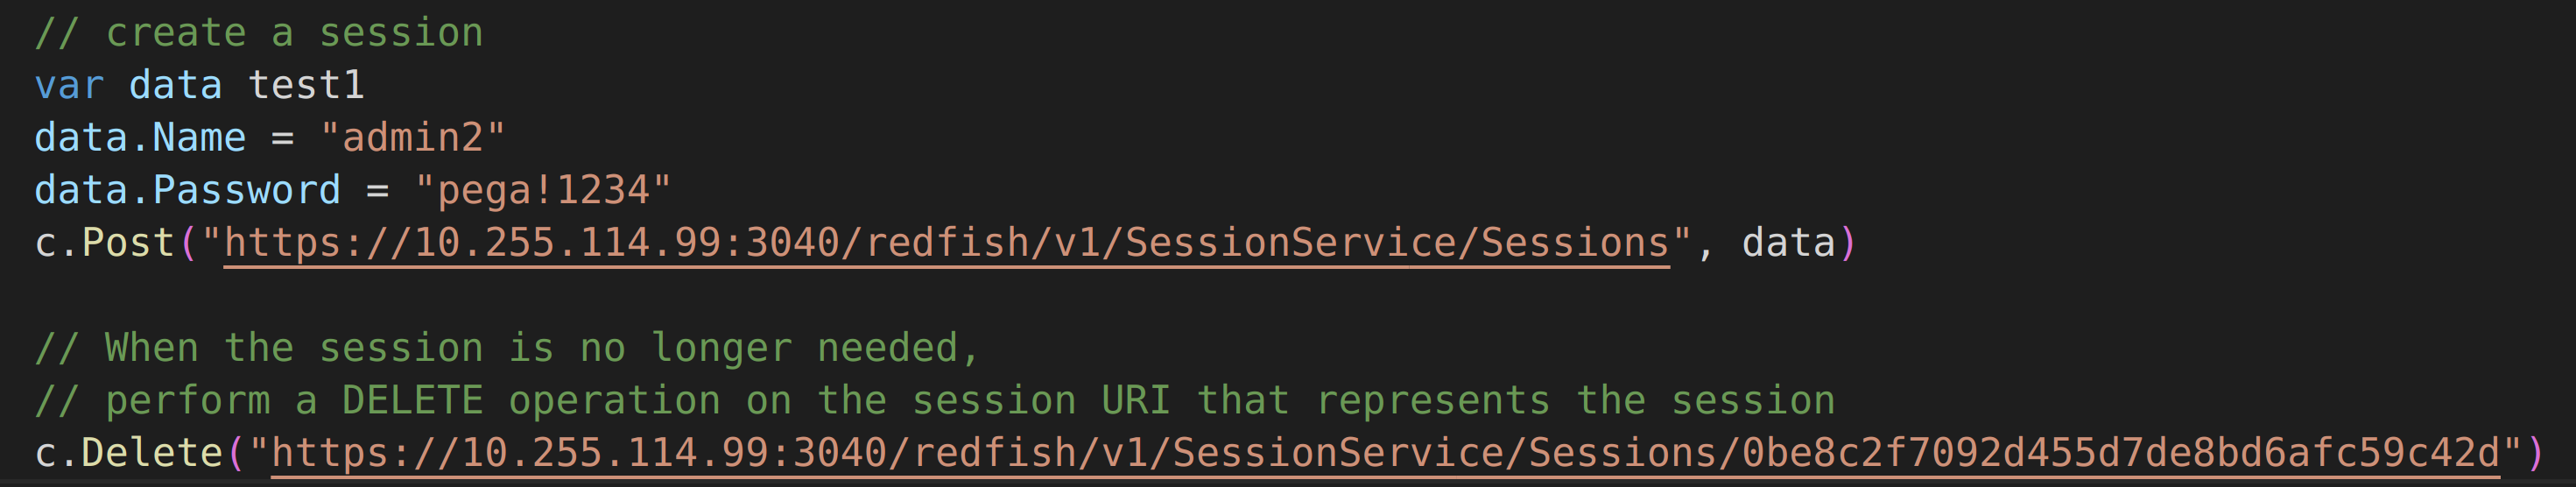 // create a session
var data test1
data.Name = "admin2"
data.Password = "pega!1234"
c.Post("https://10.255.114.99:3040/redfish/v1/SessionService/Sessions", data)
// When the session is no longer needed,
// perform a DELETE operation on the session URI that represents the session
c.Delete("https://10.255.114.99:3040/redfish/v1/SessionService/Sessions/0be8c2f7092d455d7de8bd6afc59c42d")